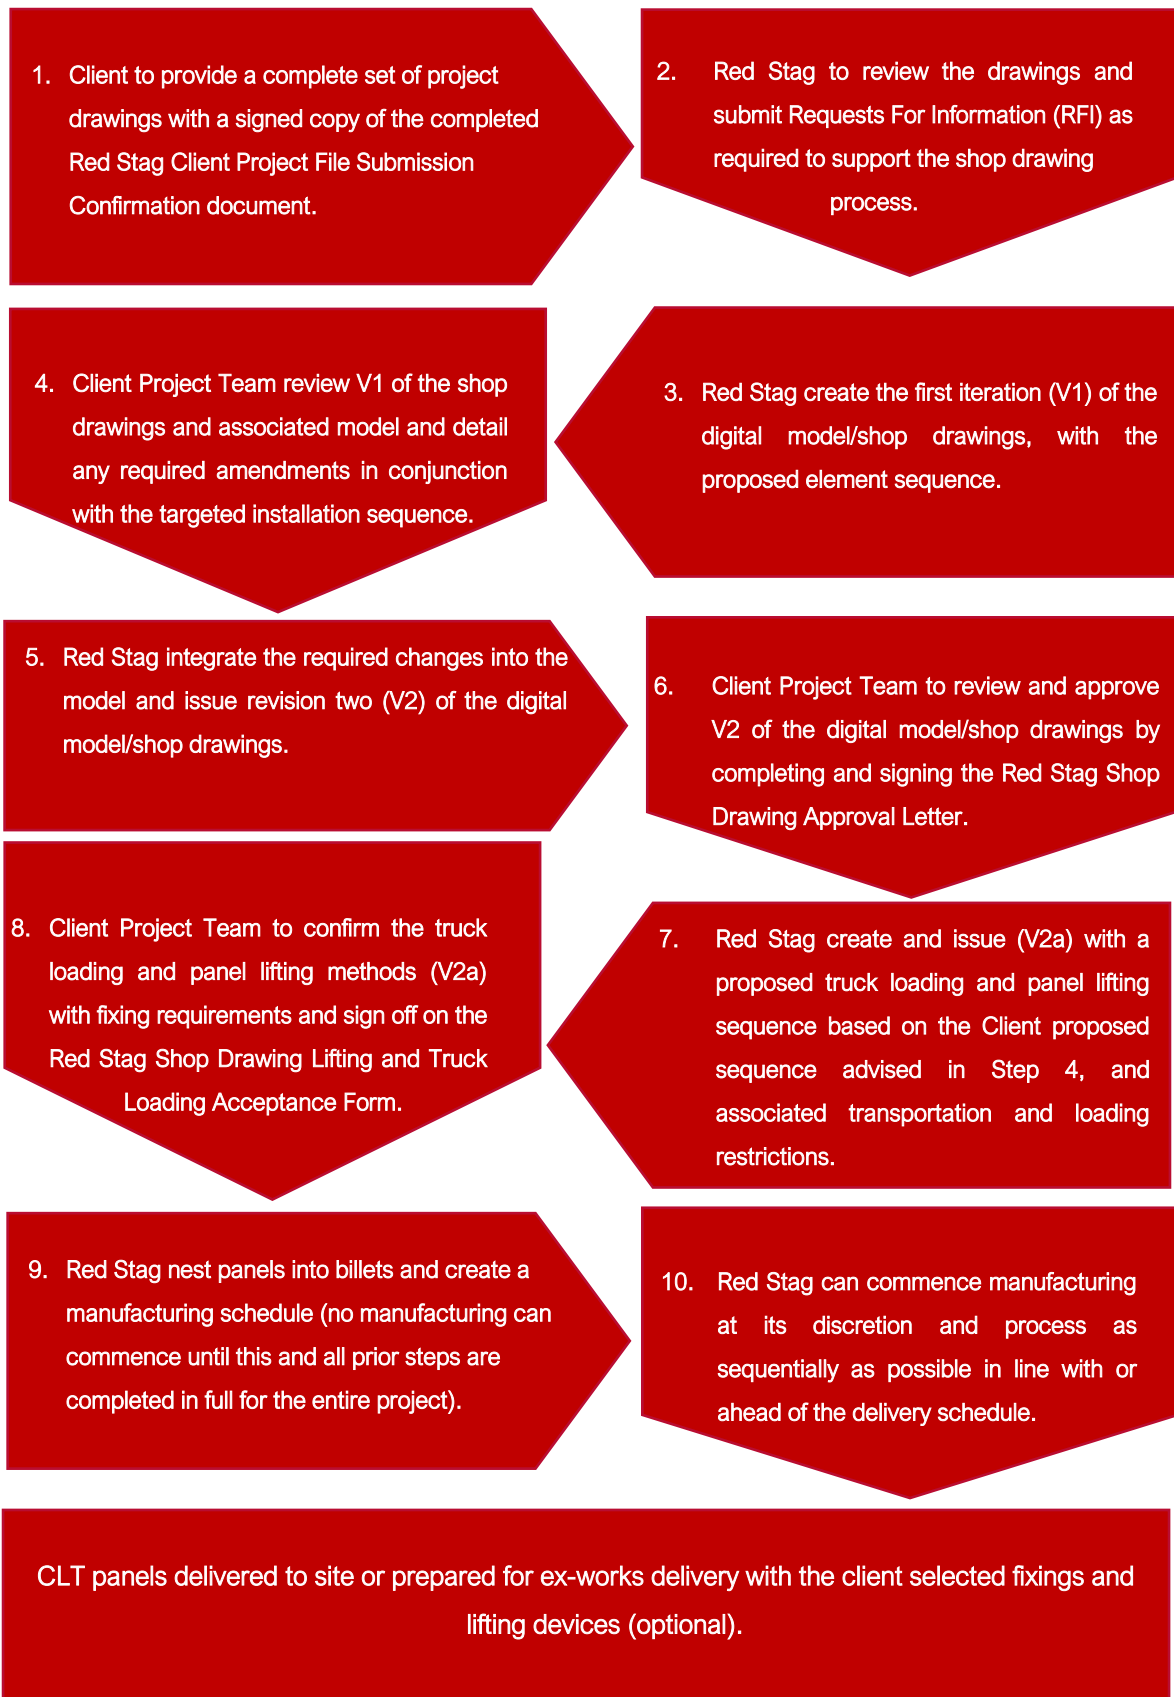 1. Client to provide a complete set of project
drawings with a signed copy of the completed
Red Stag Client Project File Submission
Confirmation document.
2. Red Stag to review the drawings and
submit Requests For Information (RFI) as
required to support the shop drawing
process.
3. Red Stag create the first iteration (V1) of the
digital model/shop drawings, with the
proposed element sequence.
4. Client Project Team review V1 of the shop
drawings and associated model and detail
any required amendments in conjunction
with the targeted installation sequence.
5. Red Stag integrate the required changes into the
model and issue revision two (V2) of the digital
model/shop drawings.
6. Client Project Team to review and approve
V2 of the digital model/shop drawings by
completing and signing the Red Stag Shop
Drawing Approval Letter.
7. Red Stag create and issue (V2a) with a
proposed truck loading and panel lifting
sequence based on the Client proposed
sequence advised in Step 4, and
associated transportation and loading
restrictions.
8. Client Project Team to confirm the truck
loading and panel lifting methods (V2a)
with fixing requirements and sign off on the
Red Stag Shop Drawing Lifting and Truck
Loading Acceptance Form.
9. Red Stag nest panels into billets and create a
manufacturing schedule (no manufacturing can
commence until this and all prior steps are
completed in full for the entire project).
10. Red Stag can commence manufacturing
at its discretion and process as
sequentially as possible in line with or
ahead of the delivery schedule.
CLT panels delivered to site or prepared for ex-works delivery with the client selected fixings and
lifting devices (optional).